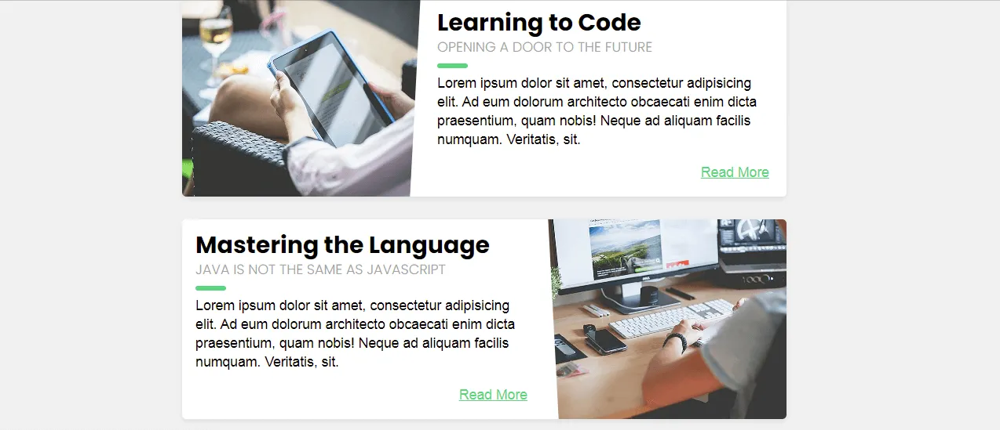 Learning to Code
OPENING A DOOR TO THE FUTURE
Lorem ipsum dolor sit amet, consectetur adipisicing
elit. Ad eum dolorum architecto obcaecati enim dicta
praesentium, quam nobis! Neque ad aliquam facilis
numquam. Veritatis, sit.
Read More
Mastering the Language
JAVA IS NOT THE SAME AS JAVASCRIPT
Lorem ipsum dolor sit amet, consectetur adipisicing
elit. Ad eum dolorum architecto obcaecati enim dicta
praesentium, quam nobis! Neque ad aliquam facilis
numquam. Veritatis, sit.
Read More